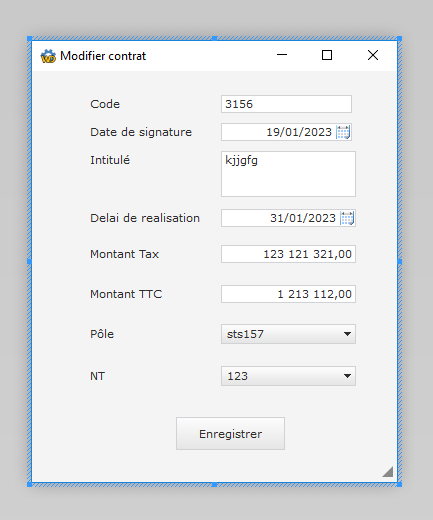 Modifier contrat
Code 3156
Date de signature 19/01/2023
Intitulé kjjgfg
Delai de realisation 31/01/2023
Montant Tax 123 121 321,00
Montant TTC 1 213 112,00
Pôle sts157
NT 123
Enregistrer